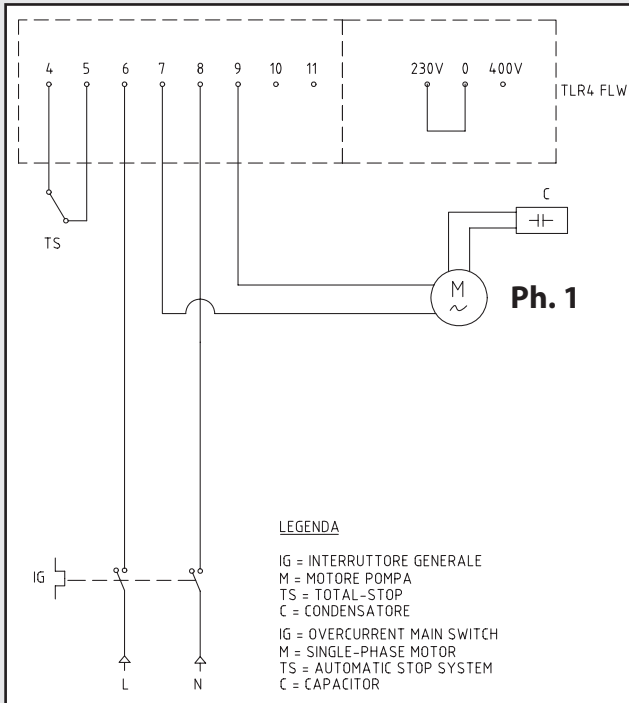 4 5 6 7 8 9 10 11 230V 0 400V
TLR4 FLW
TS
C
M
Ph. 1
LEGENDA
IG = INTERRUTTORE GENERALE
M = MOTORE POMPA
TS = TOTAL-STOP
C = CONDENSATORE
IG = OVERCURRENT MAIN SWITCH
M = SINGLE-PHASE MOTOR
TS = AUTOMATIC STOP SYSTEM
C = CAPACITOR
IG
L N